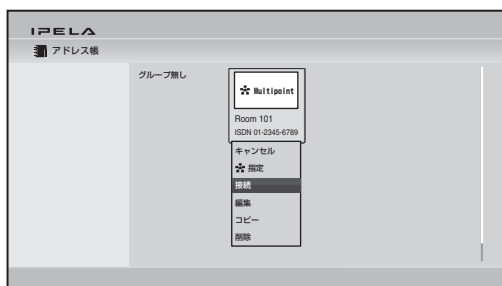 IPELA
アドレス帳
グループ無し
Multipoint
Room 101
ISDN 01-2345-6789
キャンセル
指定
接続
編集
コピー
削除